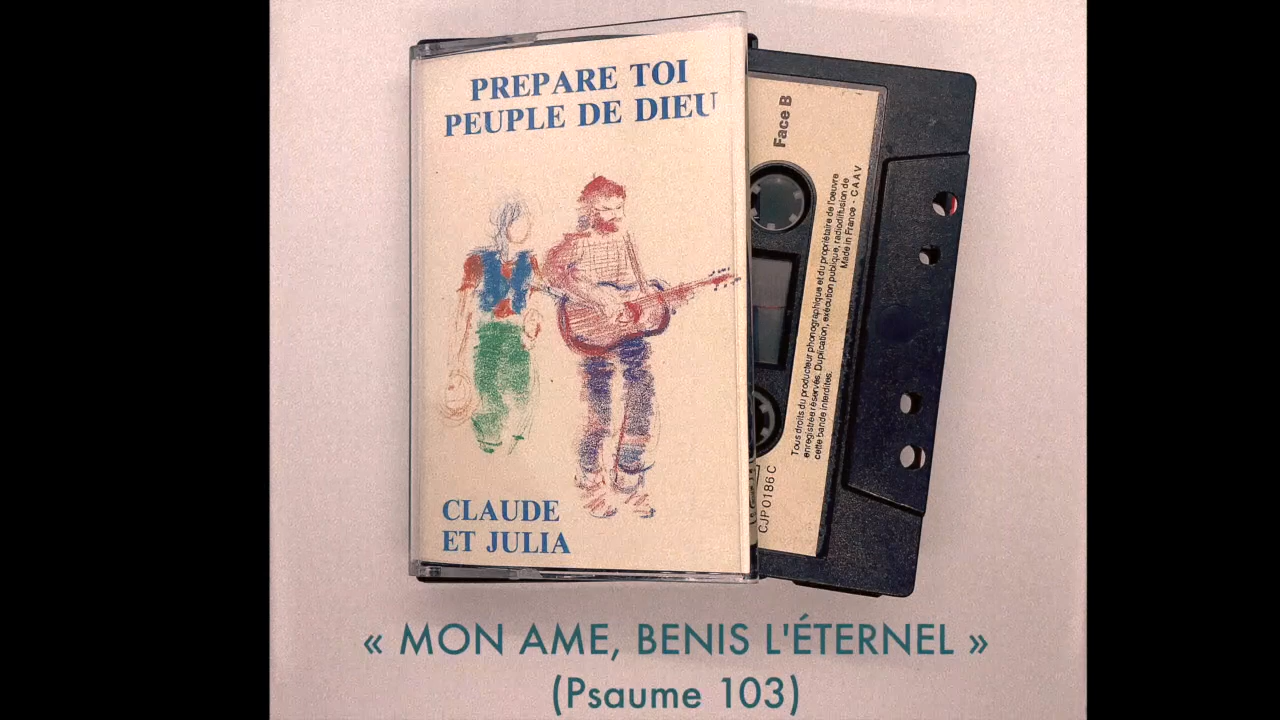 PREPARE TOI
PEUPLE DE DIEU
CLAUDE
ET JULIA
Face B
Tous droits du producteur phonographique et du propriétaire de l'oeuvre
enregistrée réservés. Duplication, exécution publique, radiodiffusion de
cette bande interdites.
Made in France - CAAV
CJP 0186 C
« MON AME, BENIS L'ÉTERNEL »
(Psaume 103)